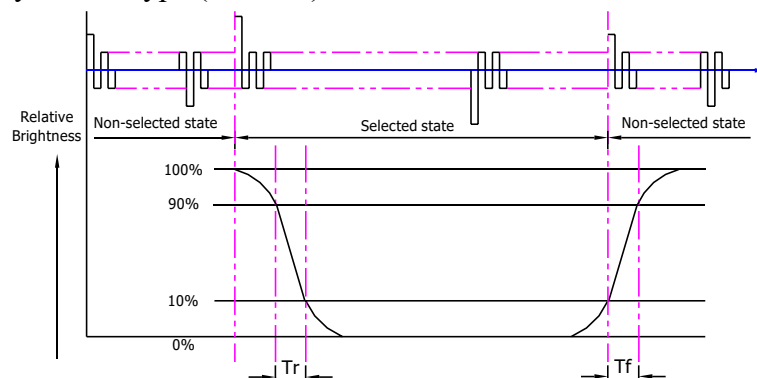 Relative
Brightness
Non-selected state
Selected state
Non-selected state
100%
90%
10%
0%
Tr
Tf